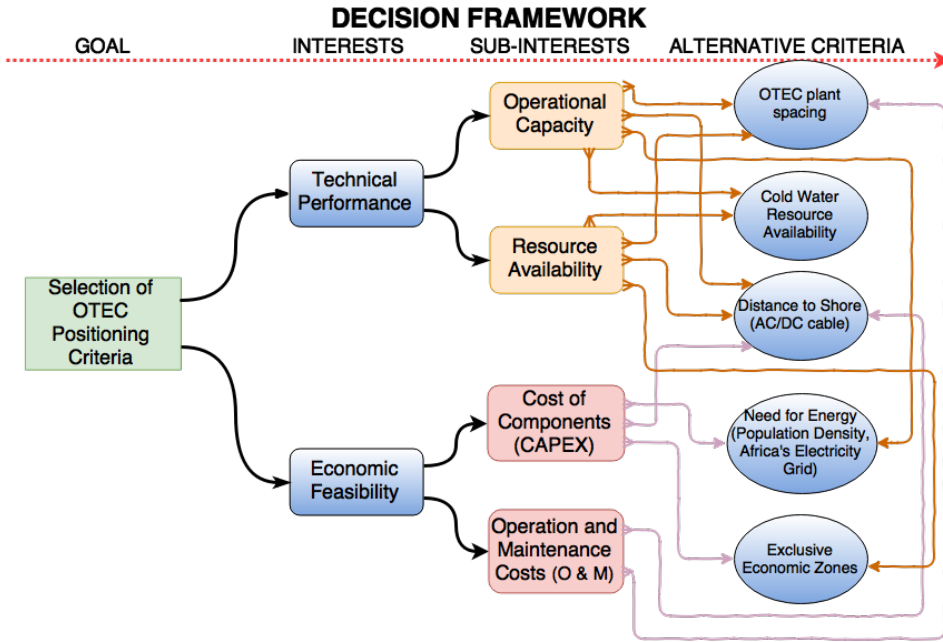 DECISION FRAMEWORK
GOAL
INTERESTS
SUB-INTERESTS
ALTERNATIVE CRITERIA
Selection of
OTEC
Positioning
Criteria
Technical
Performance
Economic
Feasibility
Operational
Capacity
Resource
Availability
Cost of
Components
(CAPEX)
Operation and
Maintenance
Costs (O & M)
OTEC plant
spacing
Cold Water
Resource
Availability
Distance to Shore
(AC/DC cable)
Need for Energy
(Population Density,
Africa's Electricity
Grid)
Exclusive
Economic Zones